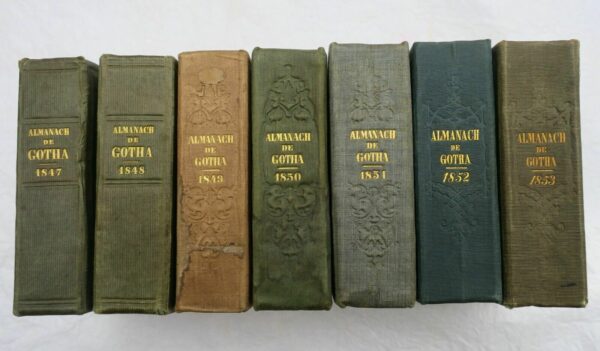 ALMANACH
DE
GOTHA
1847
ALMANACH
DE
GOTHA
1848
ALMANACH
DE
GOTHA
1849
ALMANACH
DE
GOTHA
1850
ALMANACH
DE
GOTHA
1851
ALMANACH
DE
GOTHA
1852
ALMANACH
DE
GOTHA
1853